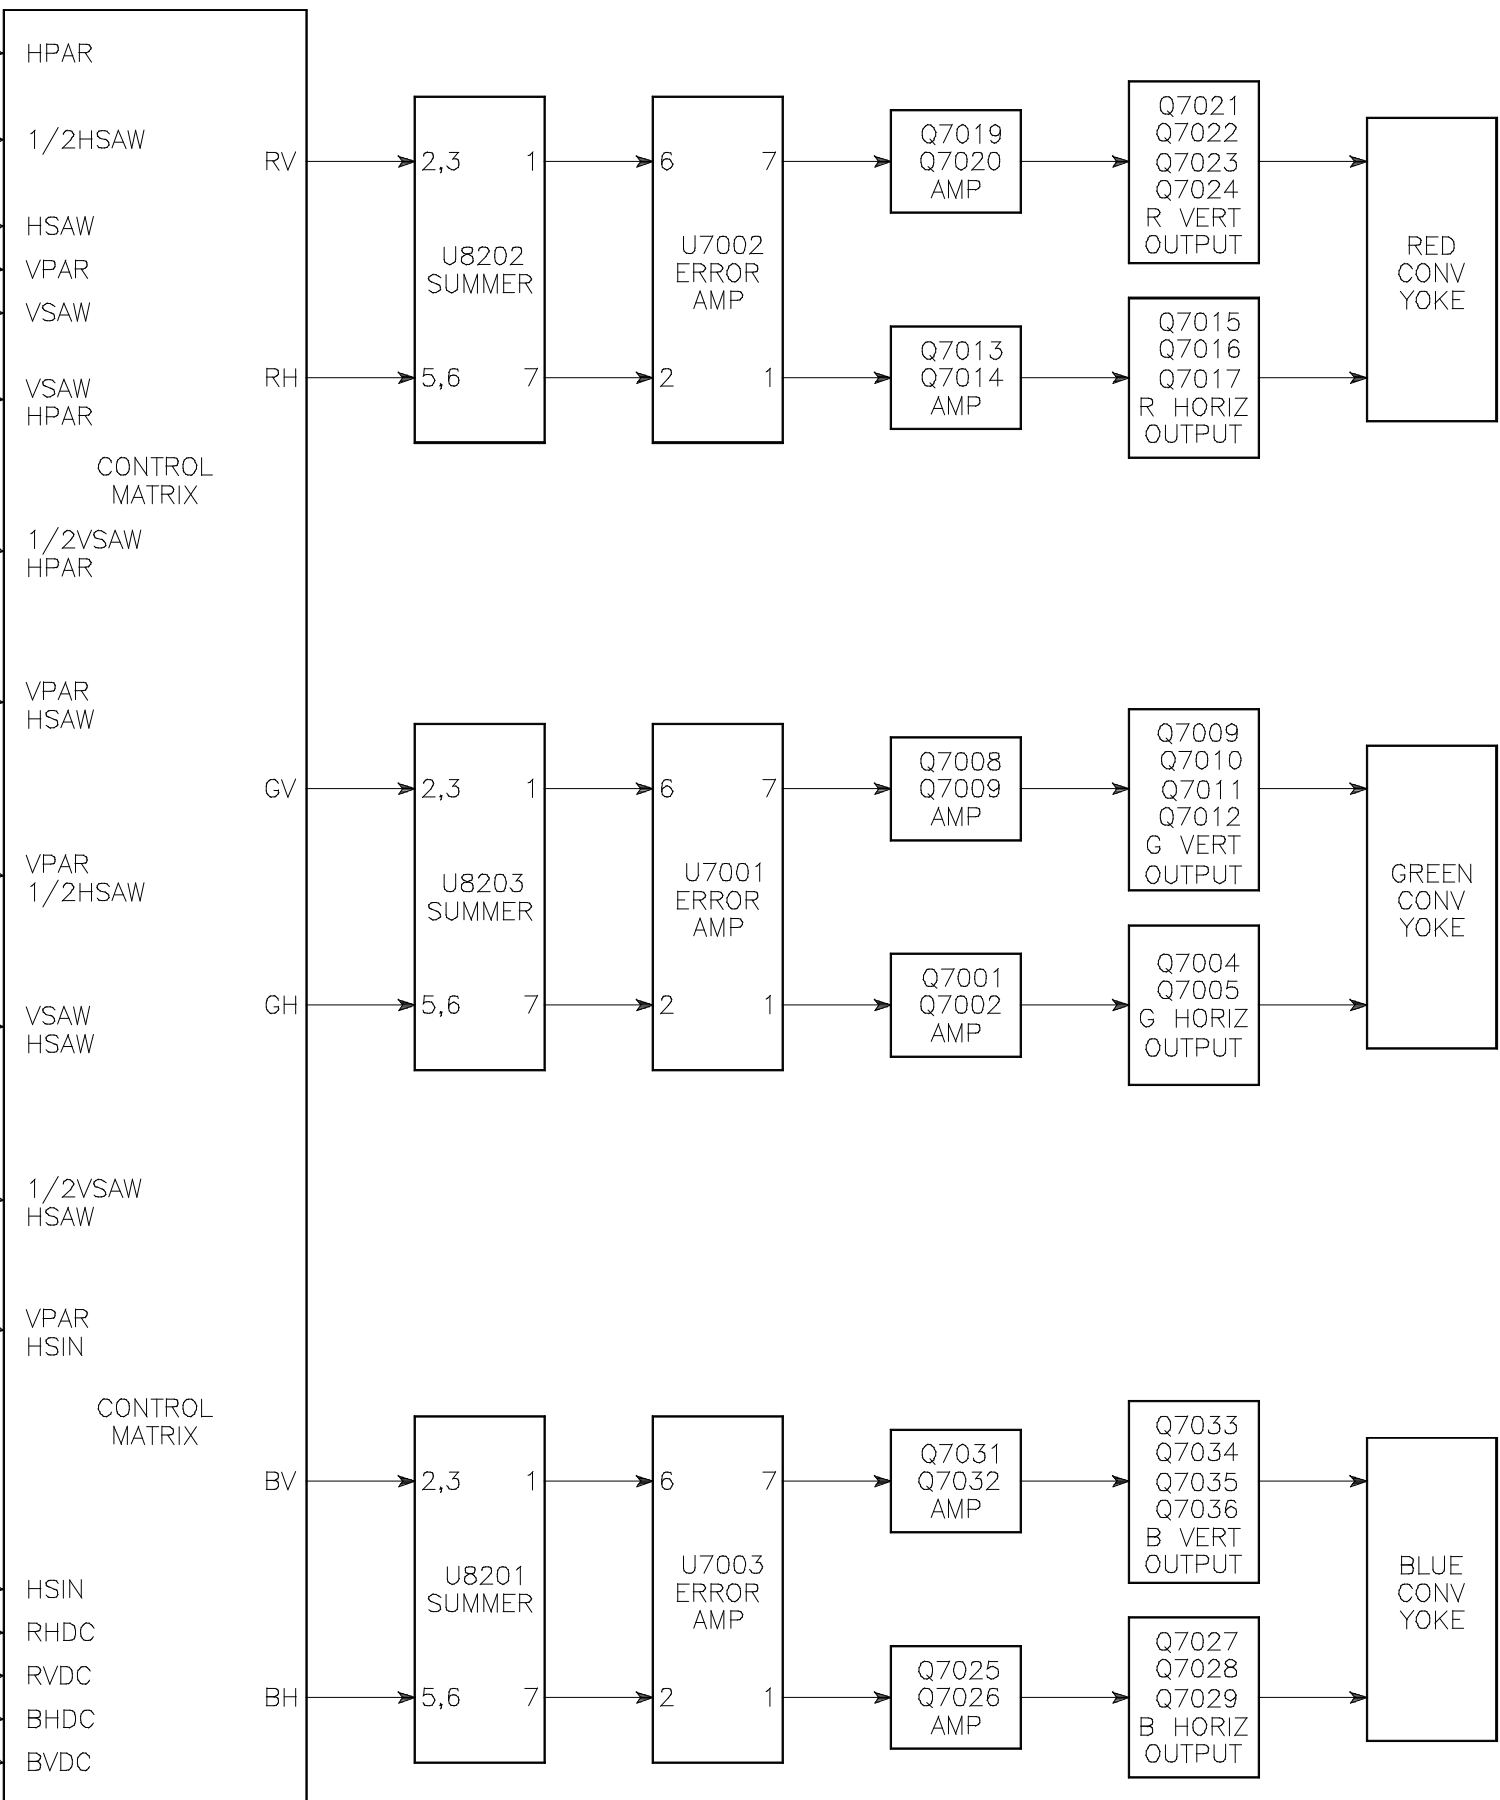 HPAR
1/2HSAW
HSAW
VPAR
VSAW
VSAW
HPAR
CONTROL
MATRIX
1/2VSAW
HPAR
VPAR
HSAW
VPAR
1/2HSAW
VSAW
HSAW
1/2VSAW
HSAW
VPAR
HSIN
CONTROL
MATRIX
HSIN
RHDC
RVDC
BHDC
BVDC
RV
RH
2,3 1
U8202
SUMMER
5,6 7
6 7
U7002
ERROR
AMP
2 1
Q7019
Q7020
AMP
Q7013
Q7014
AMP
Q7021
Q7022
Q7023
Q7024
R VERT
OUTPUT
Q7015
Q7016
Q7017
R HORIZ
OUTPUT
RED
CONV
YOKE
GV
GH
2,3 1
U8203
SUMMER
5,6 7
6 7
U7001
ERROR
AMP
2 1
Q7008
Q7009
AMP
Q7001
Q7002
AMP
Q7009
Q7010
Q7011
Q7012
G VERT
OUTPUT
Q7004
Q7005
G HORIZ
OUTPUT
GREEN
CONV
YOKE
BV
BH
2,3 1
U8201
SUMMER
5,6 7
6 7
U7003
ERROR
AMP
2 1
Q7031
Q7032
AMP
Q7025
Q7026
AMP
Q7033
Q7034
Q7035
Q7036
B VERT
OUTPUT
Q7027
Q7028
Q7029
B HORIZ
OUTPUT
BLUE
CONV
YOKE